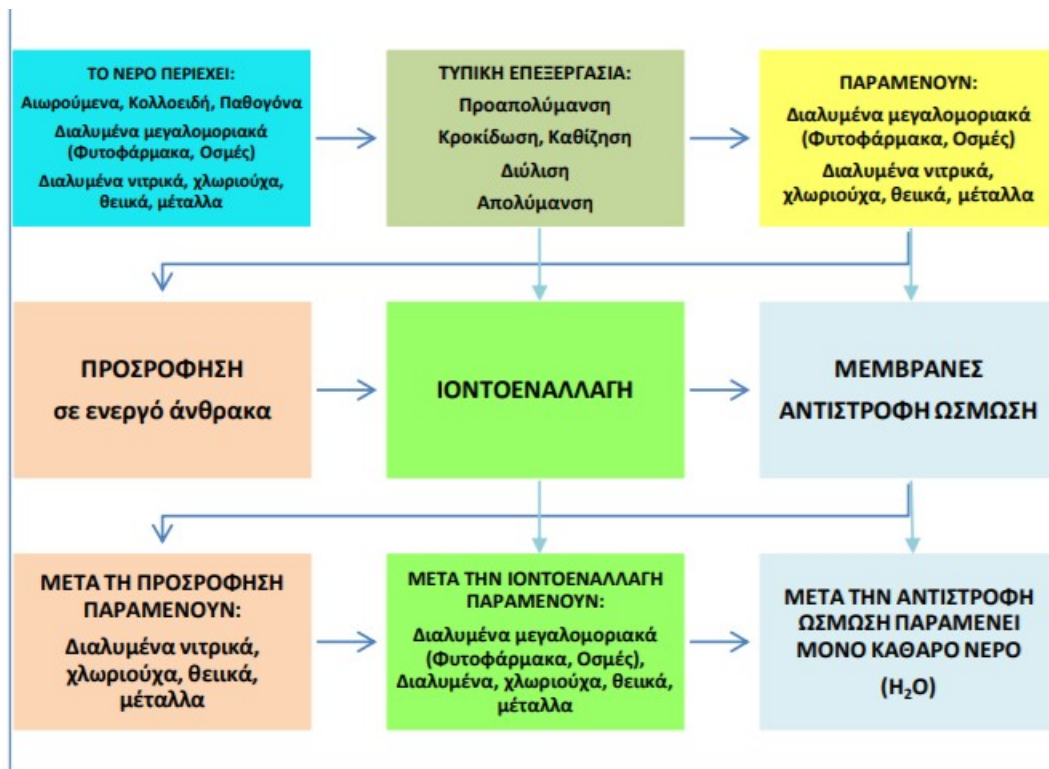 ΤΟ ΝΕΡΟ ΠΕΡΙΕΧΕΙ:
Αιωρούμενα, Κολλοειδή, Παθογόνα
Διαλυμένα μεγαλομοριακά
(Φυτοφάρμακα, Οσμές)
Διαλυμένα νιτρικά, χλωριούχα,
θειικά, μέταλλα
ΤΥΠΙΚΗ ΕΠΕΞΕΡΓΑΣΙΑ:
Προαπολύμανση
Κροκίδωση, Καθίζηση
Διύλιση
Απολύμανση
ΠΑΡΑΜΕΝΟΥΝ:
Διαλυμένα μεγαλομοριακά
(Φυτοφάρμακα, Οσμές)
Διαλυμένα νιτρικά,
χλωριούχα, θειικά, μέταλλα
ΠΡΟΣΡΟΦΗΣΗ
σε ενεργό άνθρακα
ΙΟΝΤΟΕΝΑΛΛΑΓΗ
ΜΕΜΒΡΑΝΕΣ
ΑΝΤΙΣΤΡΟΦΗ ΩΣΜΩΣΗ
ΜΕΤΑ ΤΗ ΠΡΟΣΡΟΦΗΣΗ
ΠΑΡΑΜΕΝΟΥΝ:
Διαλυμένα νιτρικά,
χλωριούχα, θειικά,
μέταλλα
ΜΕΤΑ ΤΗΝ ΙΟΝΤΟΕΝΑΛΛΑΓΗ
ΠΑΡΑΜΕΝΟΥΝ:
Διαλυμένα μεγαλομοριακά
(Φυτοφάρμακα, Οσμές),
Διαλυμένα, χλωριούχα, θειικά,
μέταλλα
ΜΕΤΑ ΤΗΝ ΑΝΤΙΣΤΡΟΦΗ
ΩΣΜΩΣΗ ΠΑΡΑΜΕΝΕΙ
ΜΟΝΟ ΚΑΘΑΡΟ ΝΕΡΟ
(H₂O)